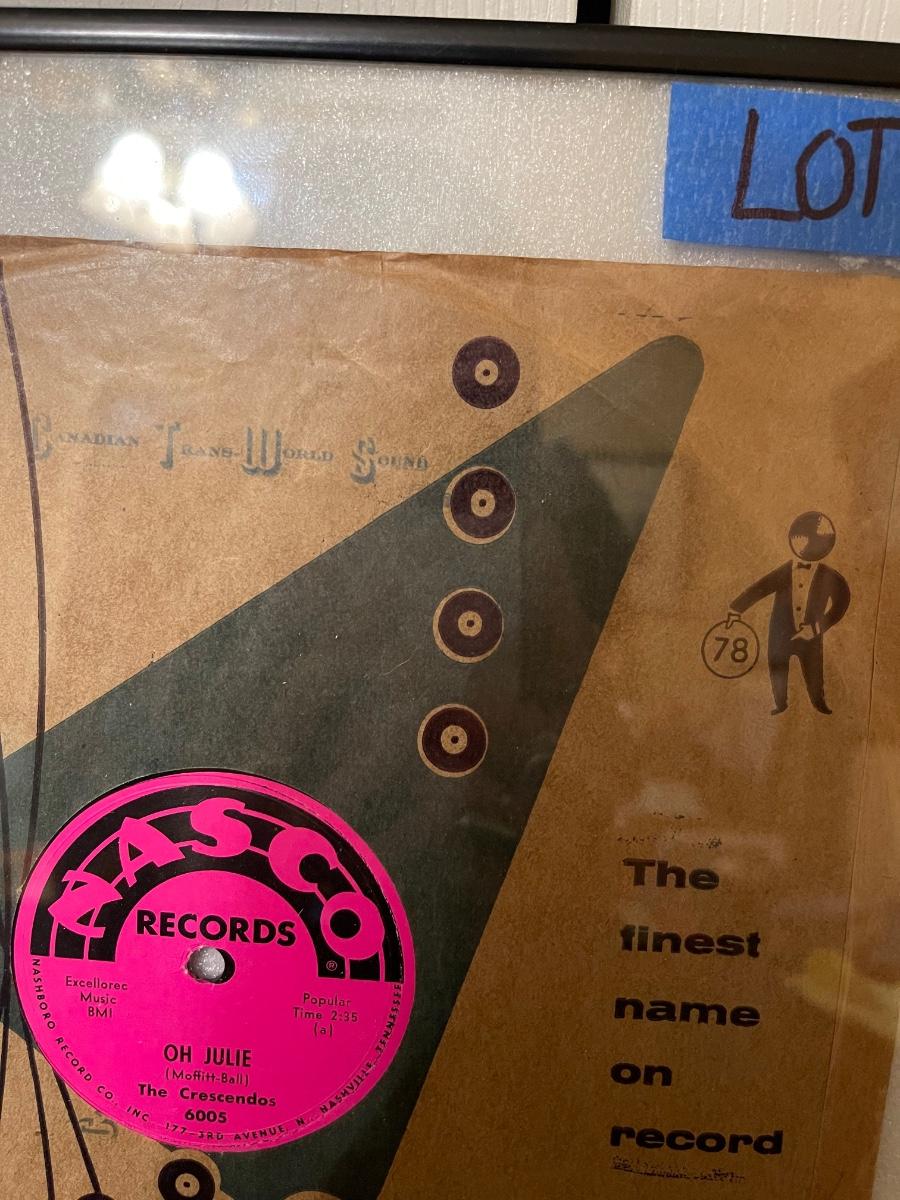 LOT
CANADIAN TRANS-WORLD SOUND
78
NASCO
RECORDS
®
Excellorec
Music
BMI
Popular
Time 2:35
(a)
OH JULIE
(Moffitt-Ball)
The Crescendos
6005
NASHBORO RECORD CO., INC. 177—3RD AVENUE, N., NASHVILLE, TENNESSEE
The
finest
name
on
record